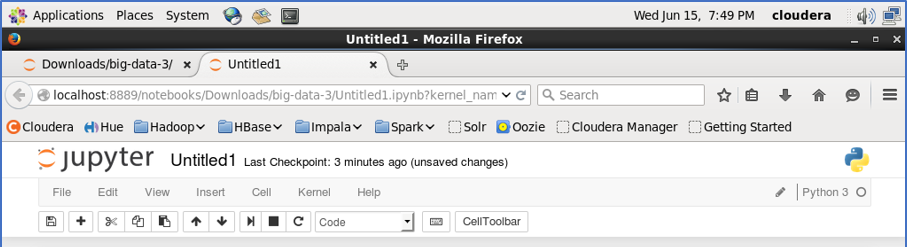 Applications Places System Wed Jun 15, 7:49 PM cloudera
Untitled1 - Mozilla Firefox
Downloads/big-data-3/ Untitled1
localhost:8889/notebooks/Downloads/big-data-3/Untitled1.ipynb?kernel_nam Search
Cloudera Hue Hadoop HBase Impala Spark Solr Oozie Cloudera Manager Getting Started
jupyter Untitled1 Last Checkpoint: 3 minutes ago (unsaved changes)
File Edit View Insert Cell Kernel Help Python 3
Code CellToolbar